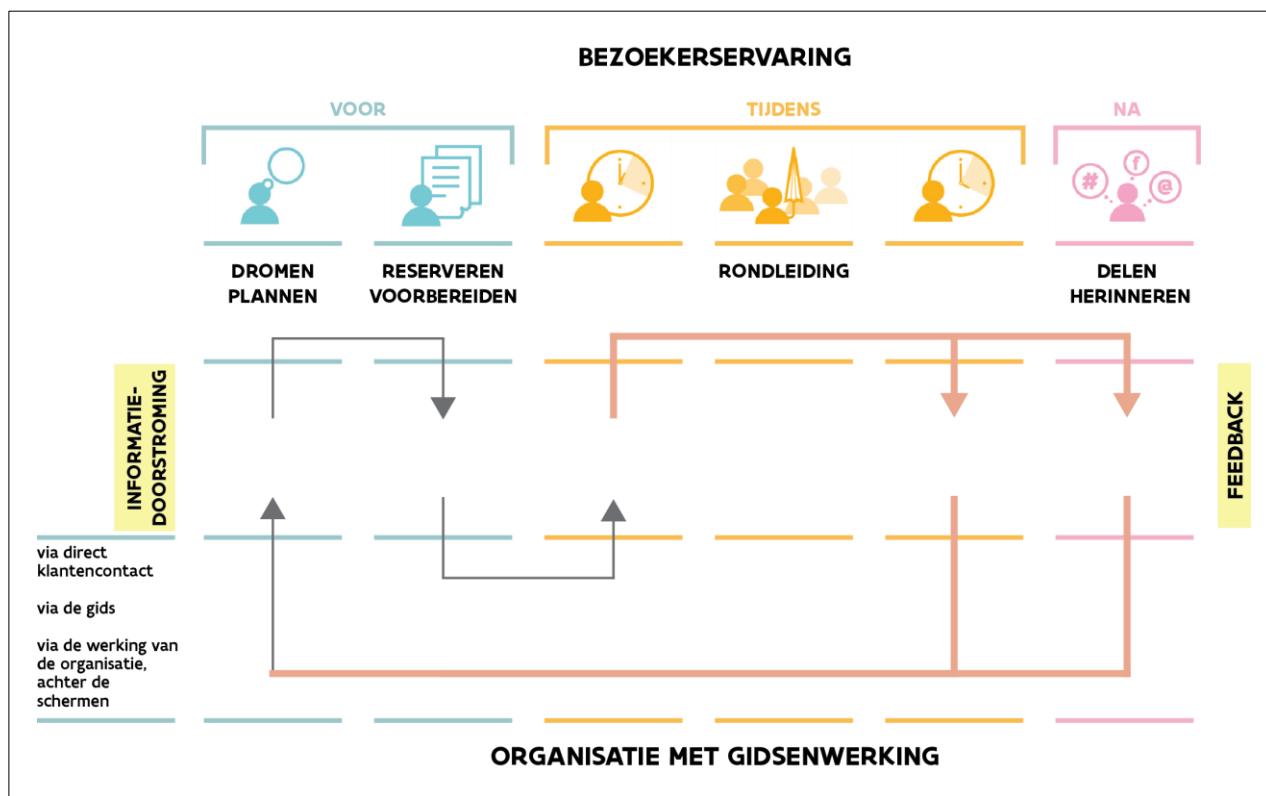 BEZOEKERSERVARING
VOOR
TIJDENS
NA
#
f
@
DROMEN
PLANNEN
RESERVEREN
VOORBEREIDEN
RONDLEIDING
DELEN
HERINNEREN
INFORMATIE-
DOORSTROMING
FEEDBACK
via direct
klantencontact
via de gids
via de werking van
de organisatie,
achter de
schermen
ORGANISATIE MET GIDSENWERKING